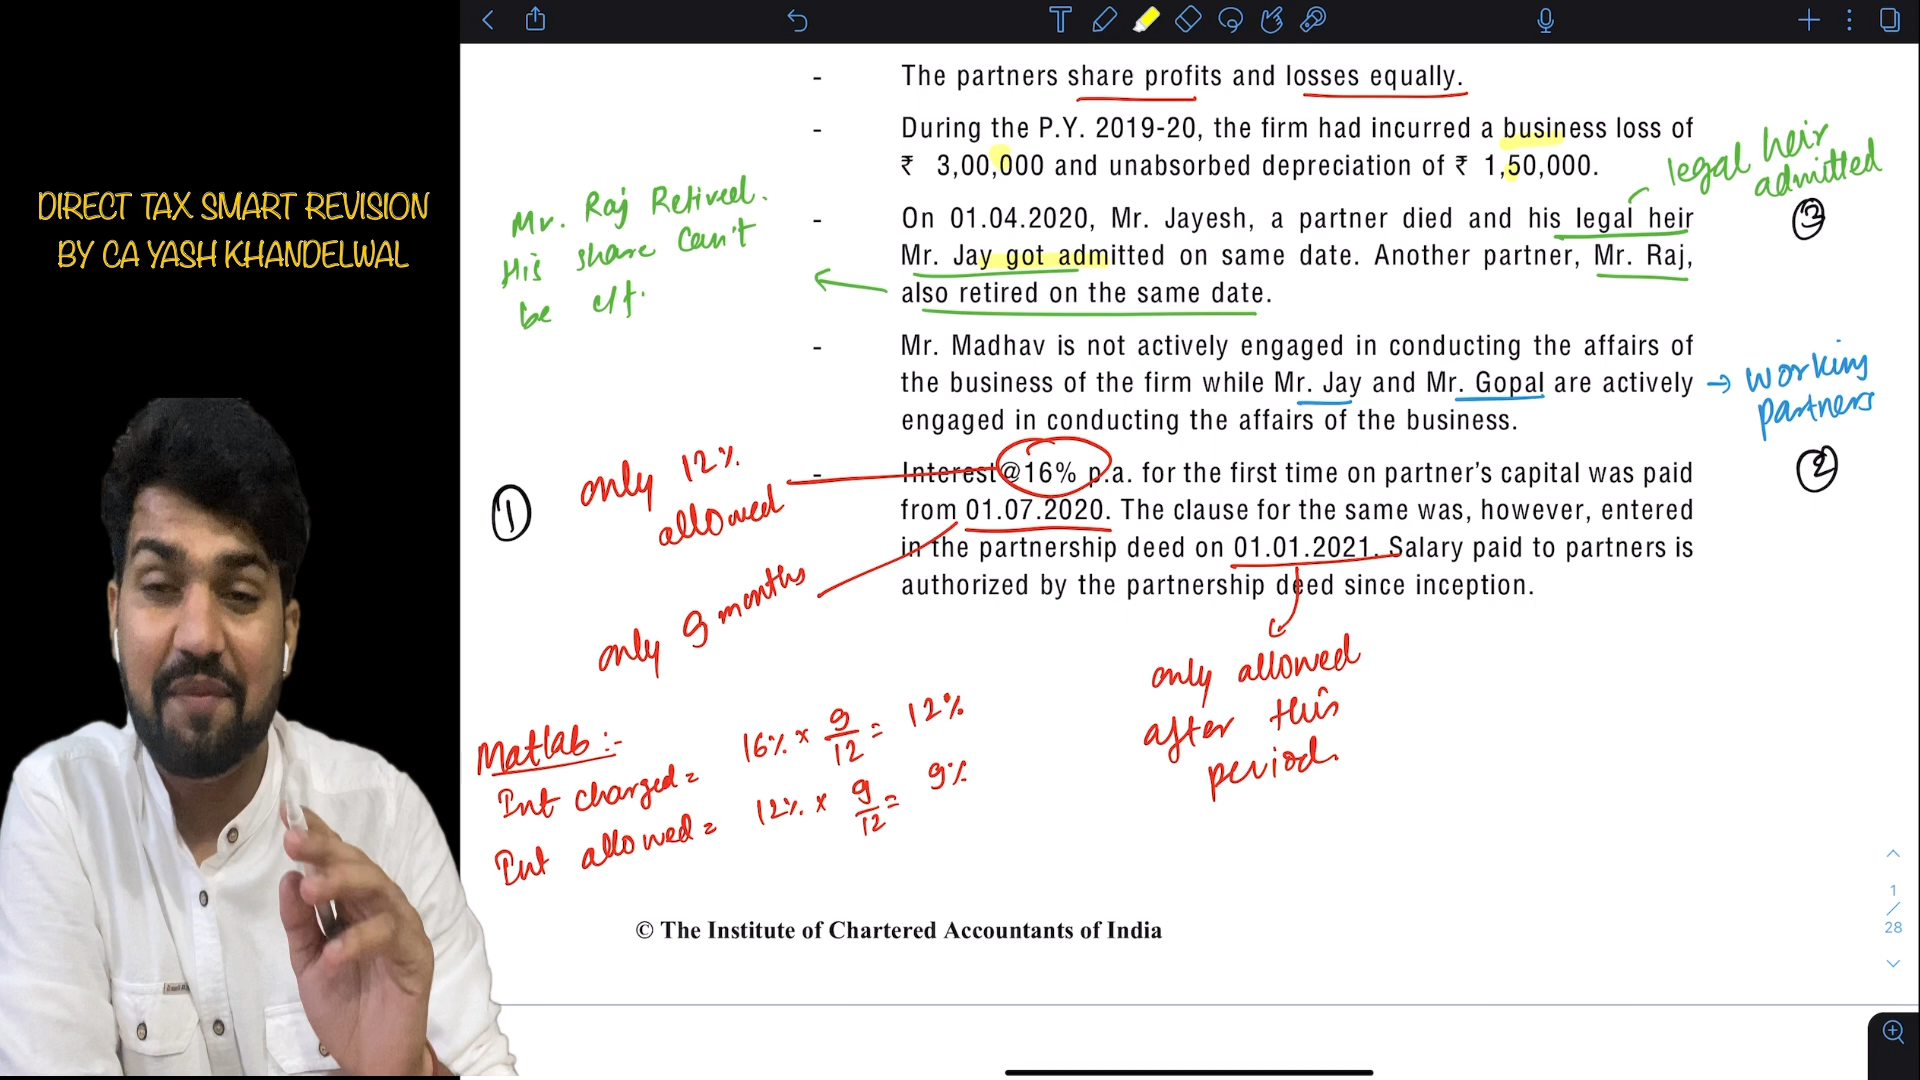 DIRECT TAX SMART REVISION
BY CA YASH KHANDELWAL
- The partners share profits and losses equally.
- During the P.Y. 2019-20, the firm had incurred a business loss of
₹ 3,00,000 and unabsorbed depreciation of ₹ 1,50,000.
legal heir
admitted
③
Mr. Raj Retired.
His share Can't
be c/f.
- On 01.04.2020, Mr. Jayesh, a partner died and his legal heir
Mr. Jay got admitted on same date. Another partner, Mr. Raj,
also retired on the same date.
- Mr. Madhav is not actively engaged in conducting the affairs of
the business of the firm while Mr. Jay and Mr. Gopal are actively
engaged in conducting the affairs of the business.
→ working
partners
②
① only 12%
allowed
- Interest @16% p.a. for the first time on partner's capital was paid
from 01.07.2020. The clause for the same was, however, entered
in the partnership deed on 01.01.2021. Salary paid to partners is
authorized by the partnership deed since inception.
only 9 months
only allowed
after this
period.
Matlab:-
Int charged = 16% × 9/12 = 12%
Int allowed = 12% × 9/12 = 9%
© The Institute of Chartered Accountants of India
1
/
28